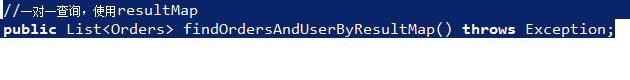 //一对一查询，使用resultMap
public List<Orders> findOrdersAndUserByResultMap() throws Exception;